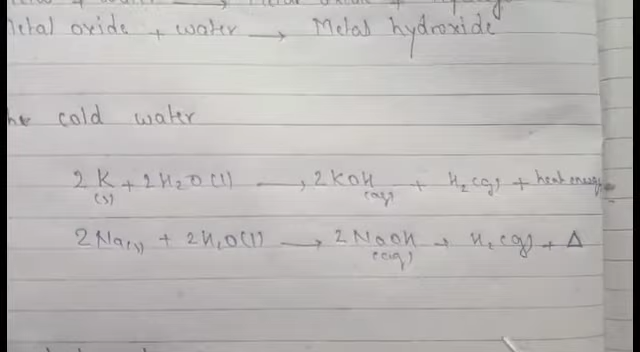 Metal oxide + water → Metal hydroxide
cold water
2K(s) + 2H2O(l) → 2KOH(aq) + H2(g) + heat energy
2Na(s) + 2H2O(l) → 2NaOH(aq) + H2(g) + Δ